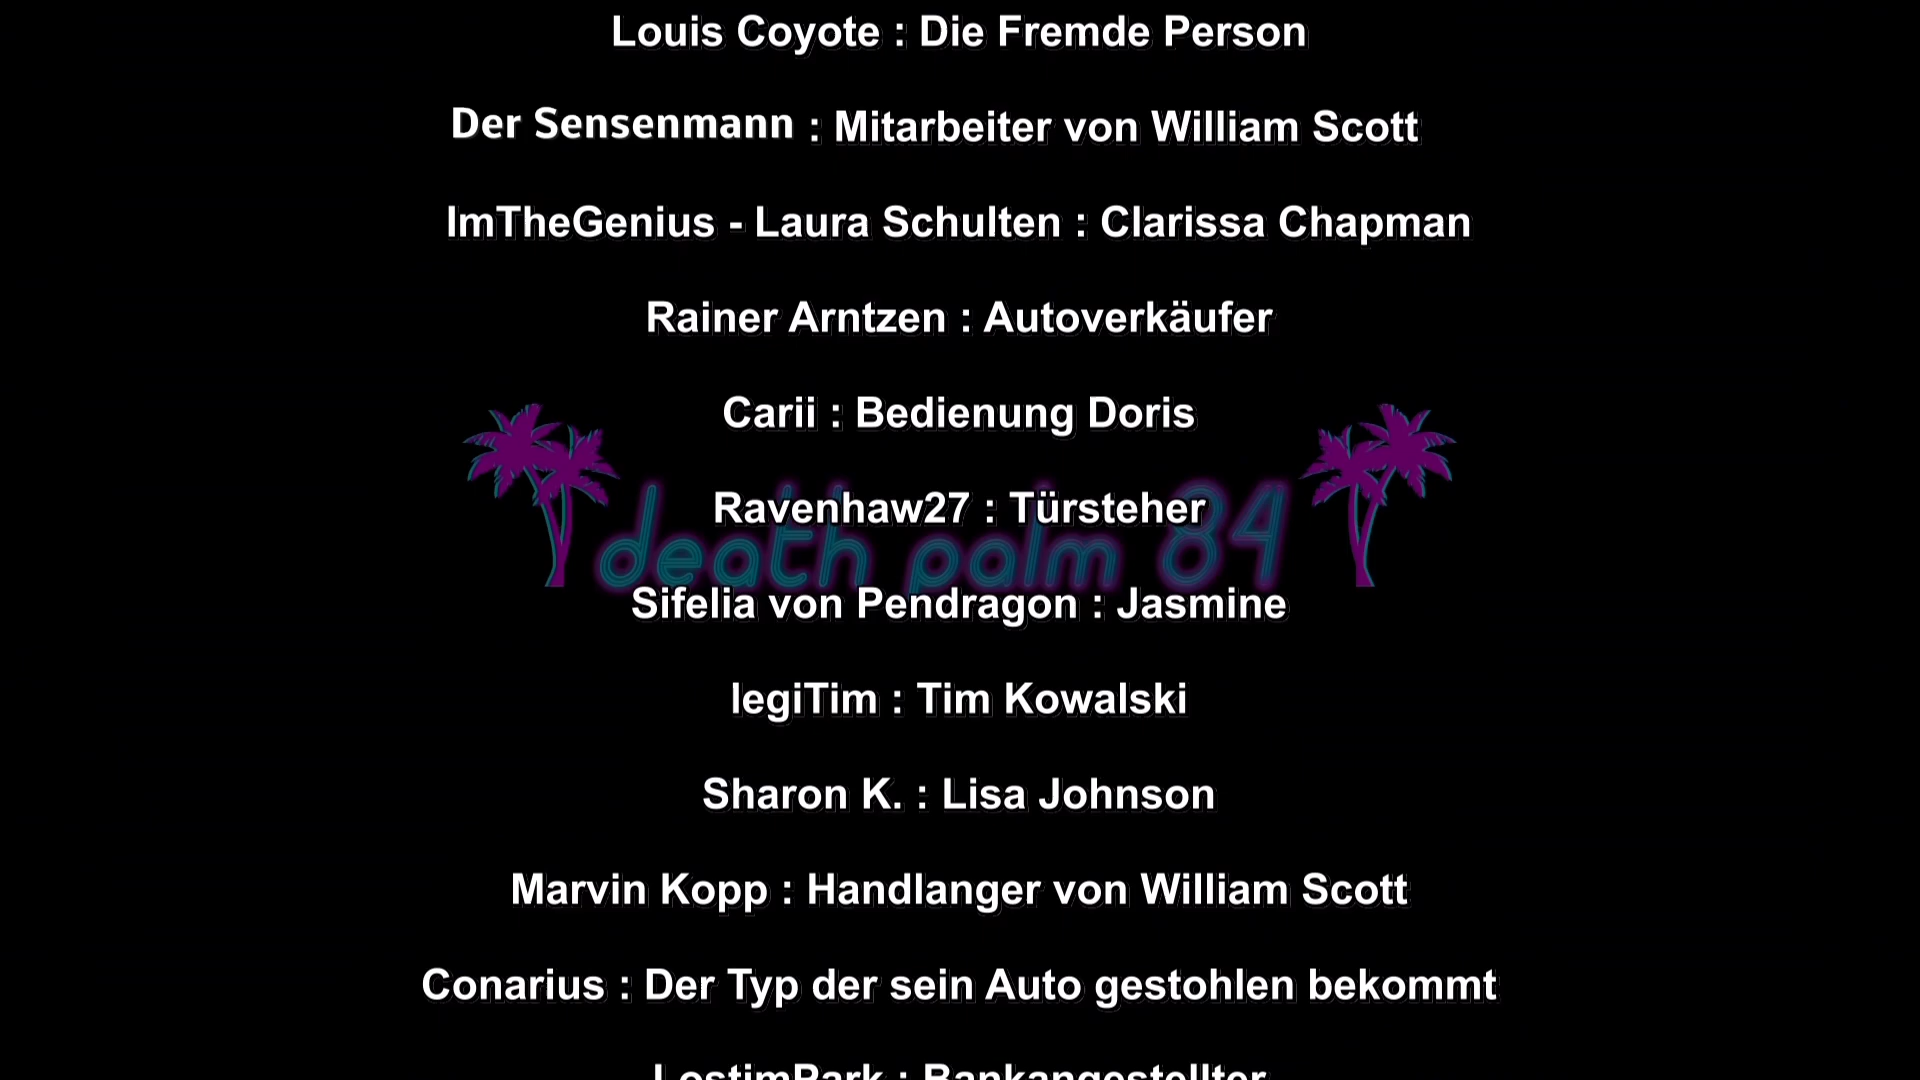 Louis Coyote : Die Fremde Person
Der Sensenmann : Mitarbeiter von William Scott
ImTheGenius - Laura Schulten : Clarissa Chapman
Rainer Arntzen : Autoverkäufer
Carii : Bedienung Doris
Ravenhaw27 : Türsteher
death palm 84
Sifelia von Pendragon : Jasmine
legiTim : Tim Kowalski
Sharon K. : Lisa Johnson
Marvin Kopp : Handlanger von William Scott
Conarius : Der Typ der sein Auto gestohlen bekommt
LostimPark : Bankangestellter